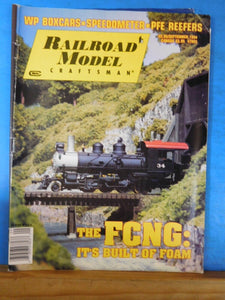 WP BOXCARS•SPEEDOMETER•PFE REEFERS
RAILROAD
MODEL
CRAFTSMAN
34
THE FCNG:
IT'S BUILT OF FOAM